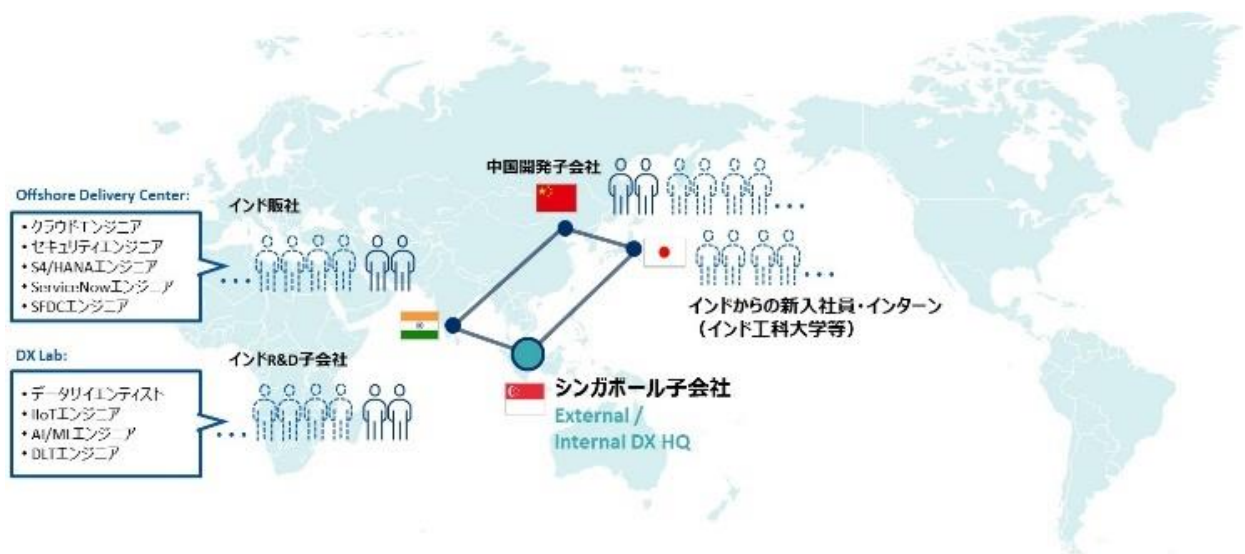 中国開発子会社
Offshore Delivery Center:
インド販社
• クラウドエンジニア
• セキュリティエンジニア
• S4/HANAエンジニア
• ServiceNowエンジニア
• SFDCエンジニア
...
...
...
インドからの新入社員・インターン
（インド工科大学等）
DX Lab:
インドR&D子会社
• データサイエンティスト
• IIoTエンジニア
• AI/MLエンジニア
• DLTエンジニア
...
シンガポール子会社
External /
Internal DX HQ